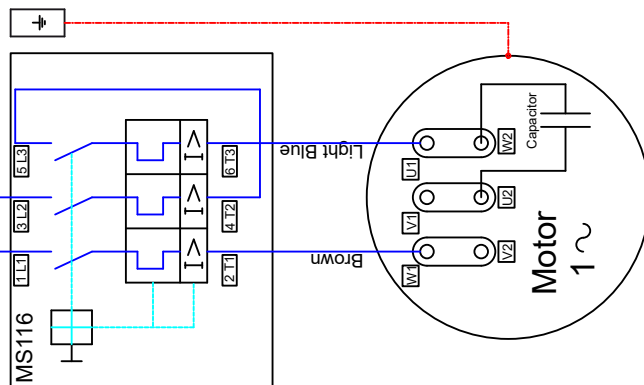 5 L3
3 L2
1 L1
6 T3
4 T2
2 T1
I>
I>
I>
MS116
Light Blue
Brown
U1
V1
W1
W2
U2
V2
Capacitor
Motor
1 ~